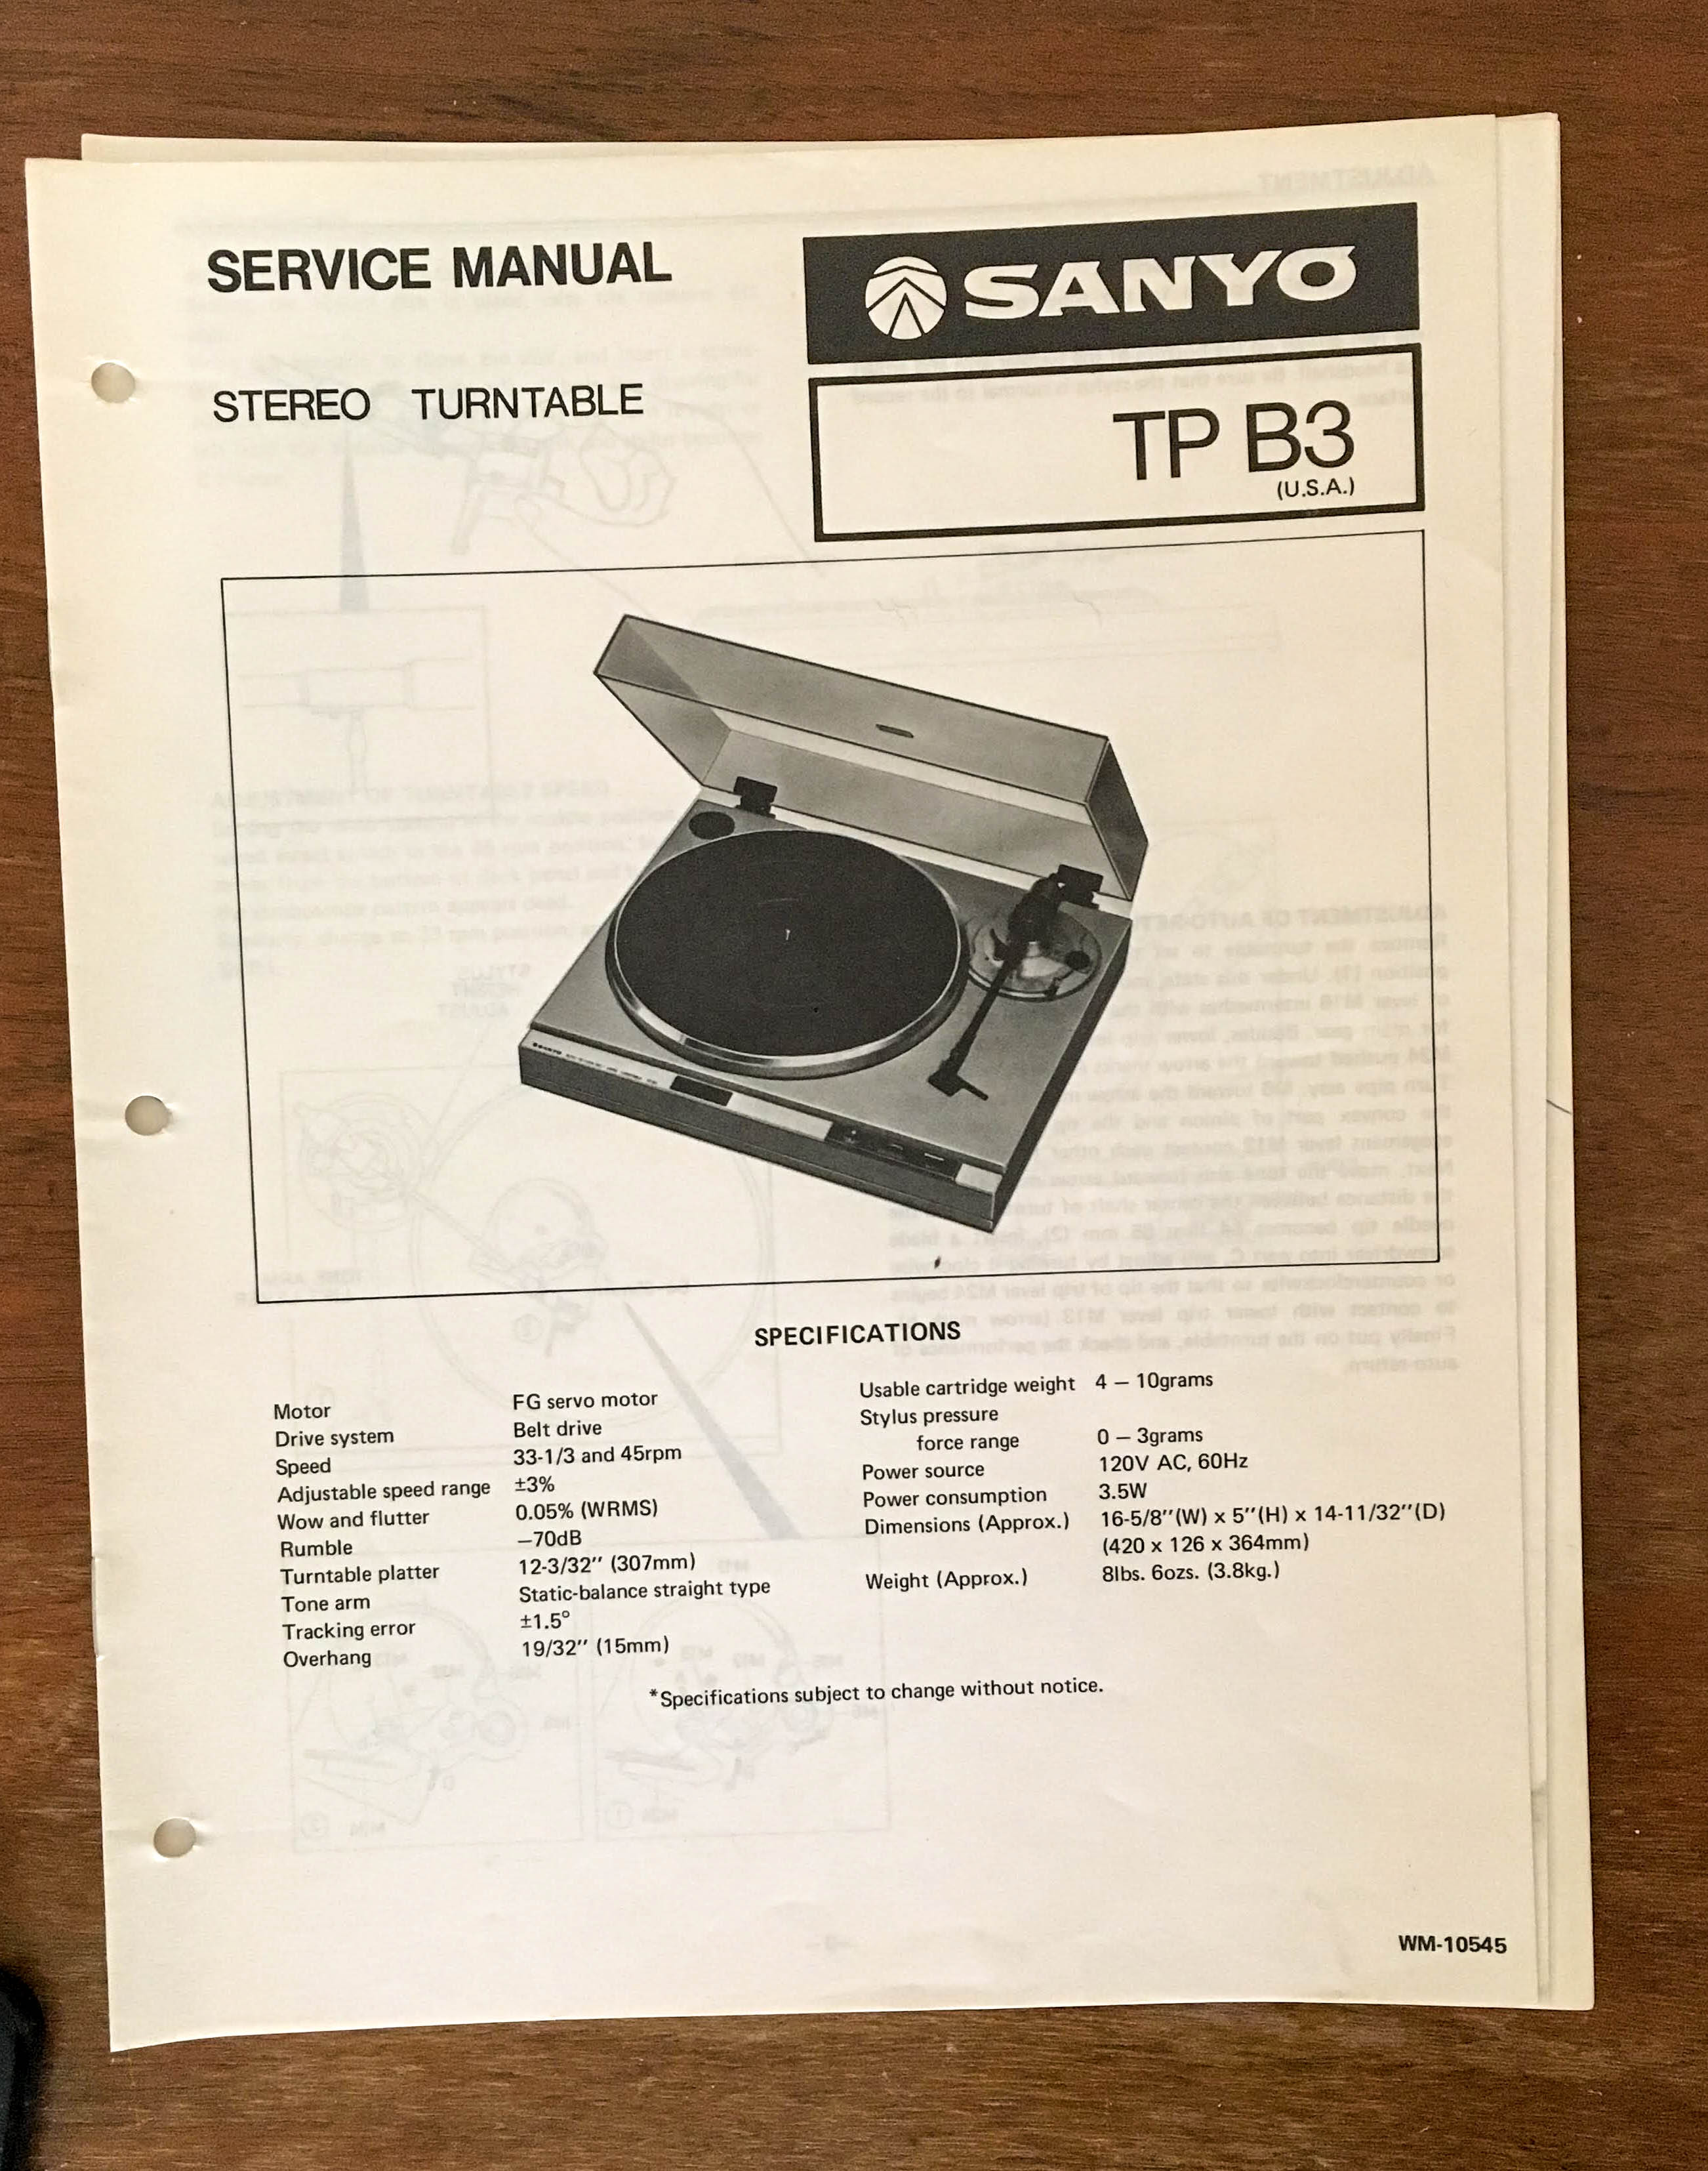 SERVICE MANUAL
SANYO
STEREO TURNTABLE
TP B3
(U.S.A.)
SANYO
SPECIFICATIONS
Motor FG servo motor
Drive system Belt drive
Speed 33-1/3 and 45rpm
Adjustable speed range ±3%
Wow and flutter 0.05% (WRMS)
Rumble −70dB
Turntable platter 12-3/32″ (307mm)
Tone arm Static-balance straight type
Tracking error ±1.5°
Overhang 19/32″ (15mm)
Usable cartridge weight 4 – 10grams
Stylus pressure
force range 0 – 3grams
Power source 120V AC, 60Hz
Power consumption 3.5W
Dimensions (Approx.) 16-5/8″(W) x 5″(H) x 14-11/32″(D)
(420 x 126 x 364mm)
Weight (Approx.) 8lbs. 6ozs. (3.8kg.)
*Specifications subject to change without notice.
WM-10545